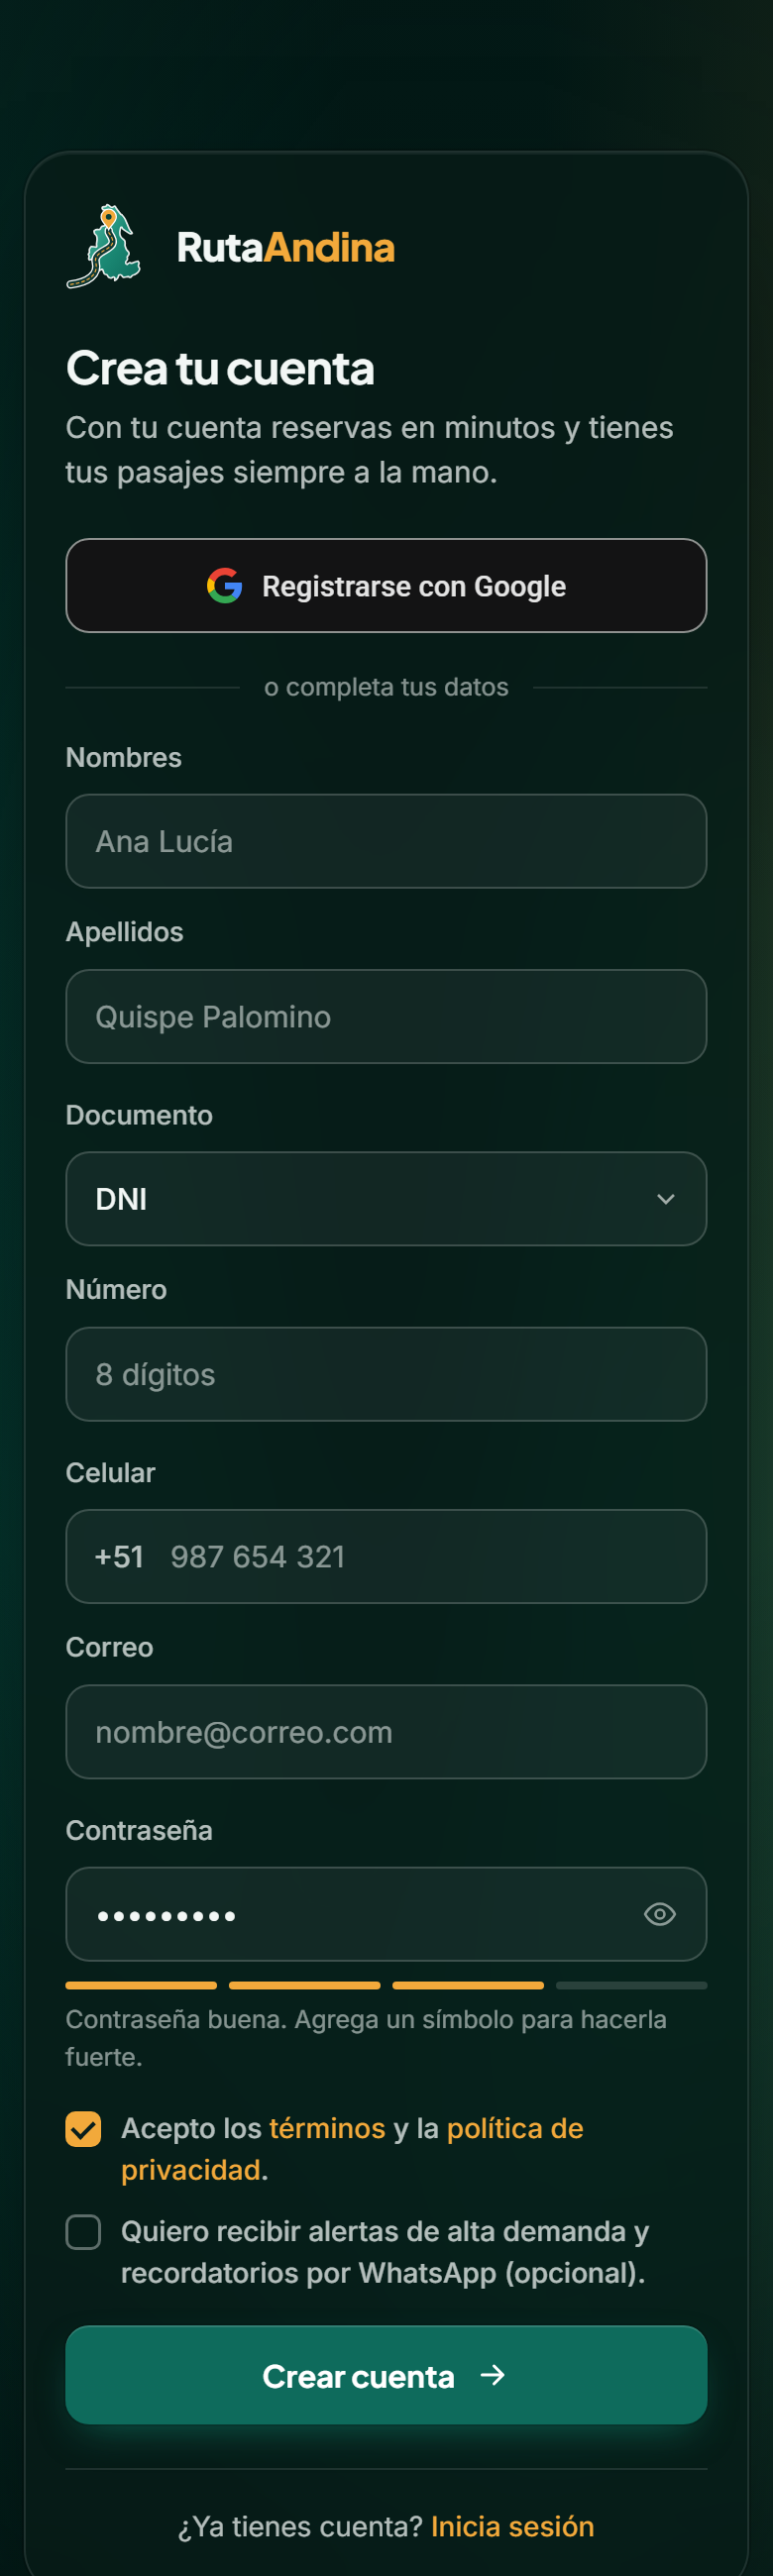 RutaAndina
Crea tu cuenta
Con tu cuenta reservas en minutos y tienes
tus pasajes siempre a la mano.
Registrarse con Google
o completa tus datos
Nombres
Ana Lucía
Apellidos
Quispe Palomino
Documento
DNI
Número
8 dígitos
Celular
+51 987 654 321
Correo
nombre@correo.com
Contraseña
•••••••••
Contraseña buena. Agrega un símbolo para hacerla
fuerte.
Acepto los términos y la política de
privacidad.
Quiero recibir alertas de alta demanda y
recordatorios por WhatsApp (opcional).
Crear cuenta →
¿Ya tienes cuenta? Inicia sesión